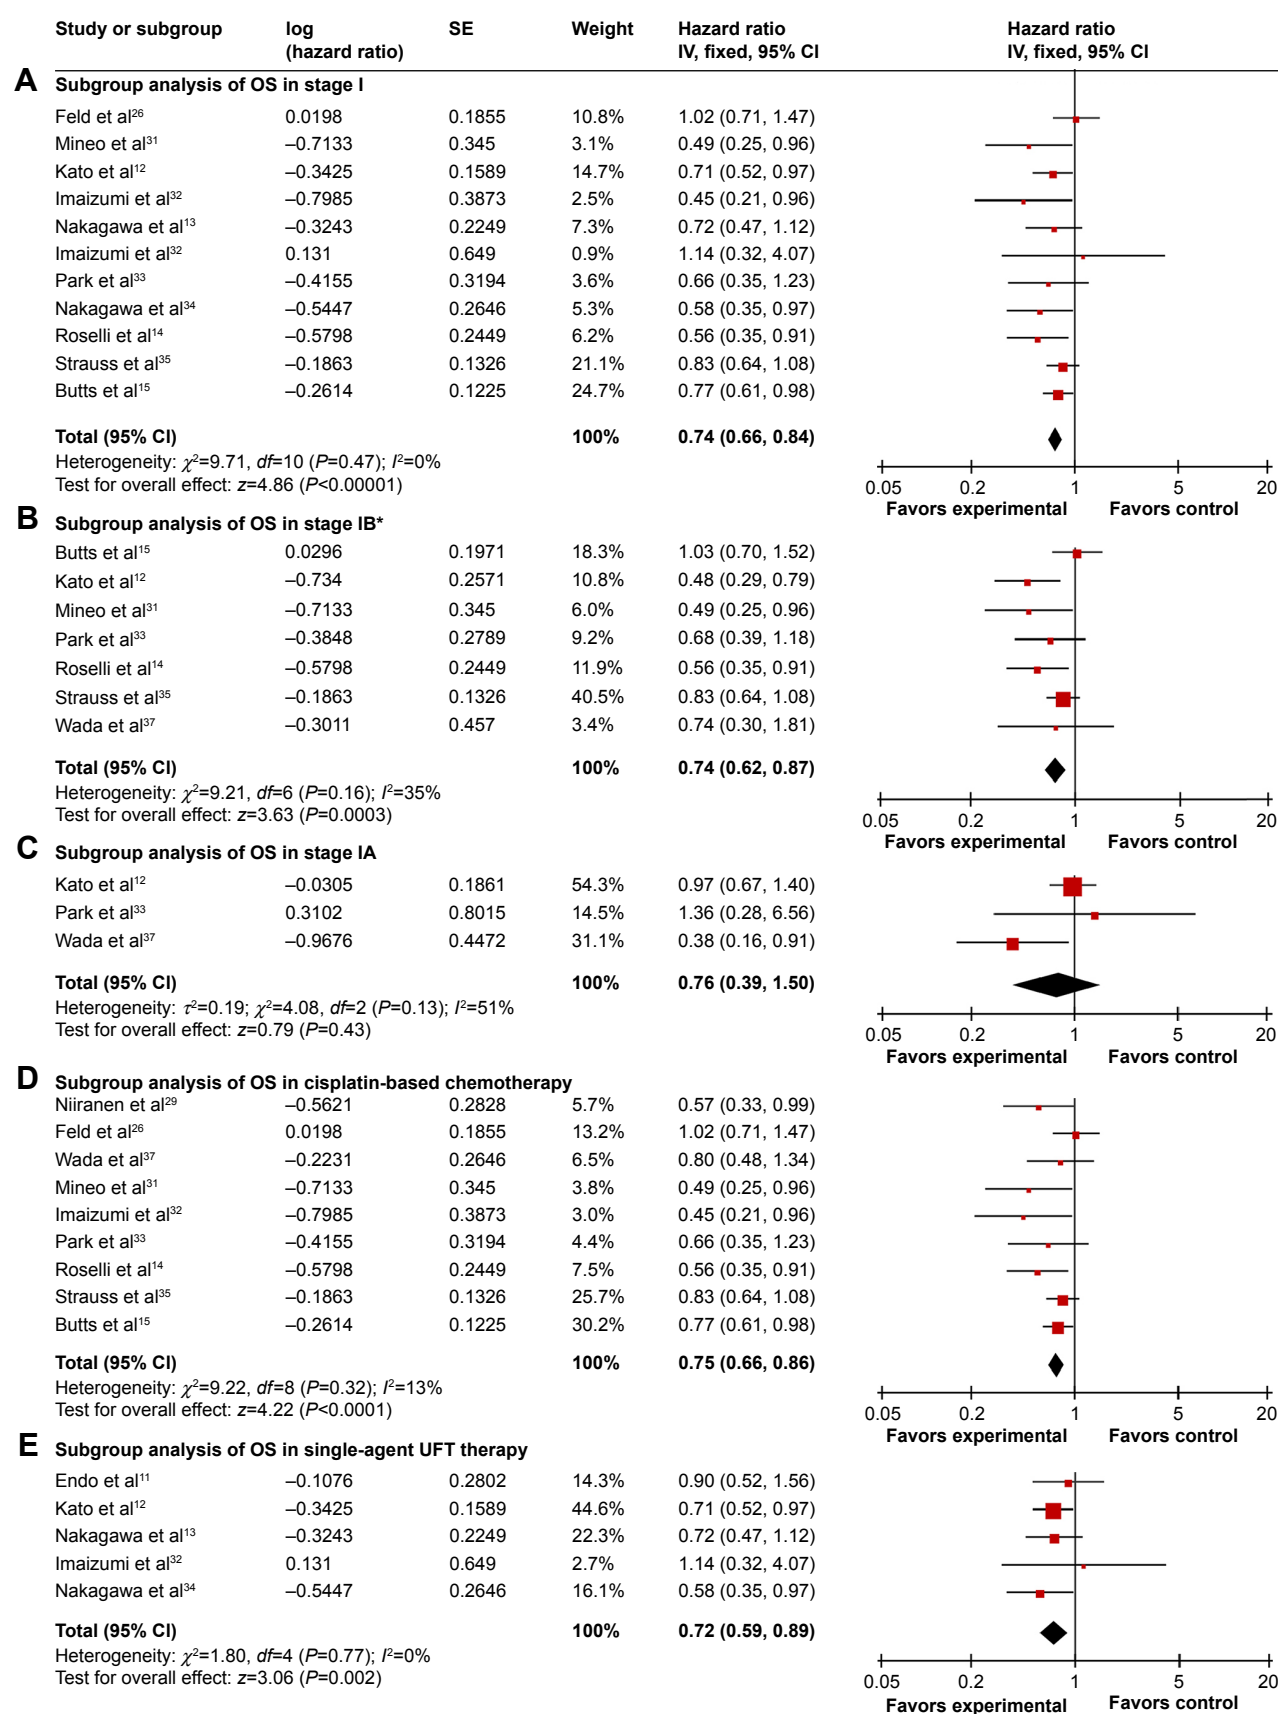 Study or subgroup log (hazard ratio) SE Weight Hazard ratio IV, fixed, 95% CI Hazard ratio IV, fixed, 95% CI
A Subgroup analysis of OS in stage I
Feld et al26 0.0198 0.1855 10.8% 1.02 (0.71, 1.47)
Mineo et al31 –0.7133 0.345 3.1% 0.49 (0.25, 0.96)
Kato et al12 –0.3425 0.1589 14.7% 0.71 (0.52, 0.97)
Imaizumi et al32 –0.7985 0.3873 2.5% 0.45 (0.21, 0.96)
Nakagawa et al13 –0.3243 0.2249 7.3% 0.72 (0.47, 1.12)
Imaizumi et al32 0.131 0.649 0.9% 1.14 (0.32, 4.07)
Park et al33 –0.4155 0.3194 3.6% 0.66 (0.35, 1.23)
Nakagawa et al34 –0.5447 0.2646 5.3% 0.58 (0.35, 0.97)
Roselli et al14 –0.5798 0.2449 6.2% 0.56 (0.35, 0.91)
Strauss et al35 –0.1863 0.1326 21.1% 0.83 (0.64, 1.08)
Butts et al15 –0.2614 0.1225 24.7% 0.77 (0.61, 0.98)
Total (95% CI) 100% 0.74 (0.66, 0.84)
Heterogeneity: χ2=9.71, df=10 (P=0.47); I2=0%
Test for overall effect: z=4.86 (P<0.00001)
0.05 0.2 1 5 20
Favors experimental Favors control
B Subgroup analysis of OS in stage IB*
Butts et al15 0.0296 0.1971 18.3% 1.03 (0.70, 1.52)
Kato et al12 –0.734 0.2571 10.8% 0.48 (0.29, 0.79)
Mineo et al31 –0.7133 0.345 6.0% 0.49 (0.25, 0.96)
Park et al33 –0.3848 0.2789 9.2% 0.68 (0.39, 1.18)
Roselli et al14 –0.5798 0.2449 11.9% 0.56 (0.35, 0.91)
Strauss et al35 –0.1863 0.1326 40.5% 0.83 (0.64, 1.08)
Wada et al37 –0.3011 0.457 3.4% 0.74 (0.30, 1.81)
Total (95% CI) 100% 0.74 (0.62, 0.87)
Heterogeneity: χ2=9.21, df=6 (P=0.16); I2=35%
Test for overall effect: z=3.63 (P=0.0003)
0.05 0.2 1 5 20
Favors experimental Favors control
C Subgroup analysis of OS in stage IA
Kato et al12 –0.0305 0.1861 54.3% 0.97 (0.67, 1.40)
Park et al33 0.3102 0.8015 14.5% 1.36 (0.28, 6.56)
Wada et al37 –0.9676 0.4472 31.1% 0.38 (0.16, 0.91)
Total (95% CI) 100% 0.76 (0.39, 1.50)
Heterogeneity: τ2=0.19; χ2=4.08, df=2 (P=0.13); I2=51%
Test for overall effect: z=0.79 (P=0.43)
0.05 0.2 1 5 20
Favors experimental Favors control
D Subgroup analysis of OS in cisplatin-based chemotherapy
Niiranen et al29 –0.5621 0.2828 5.7% 0.57 (0.33, 0.99)
Feld et al26 0.0198 0.1855 13.2% 1.02 (0.71, 1.47)
Wada et al37 –0.2231 0.2646 6.5% 0.80 (0.48, 1.34)
Mineo et al31 –0.7133 0.345 3.8% 0.49 (0.25, 0.96)
Imaizumi et al32 –0.7985 0.3873 3.0% 0.45 (0.21, 0.96)
Park et al33 –0.4155 0.3194 4.4% 0.66 (0.35, 1.23)
Roselli et al14 –0.5798 0.2449 7.5% 0.56 (0.35, 0.91)
Strauss et al35 –0.1863 0.1326 25.7% 0.83 (0.64, 1.08)
Butts et al15 –0.2614 0.1225 30.2% 0.77 (0.61, 0.98)
Total (95% CI) 100% 0.75 (0.66, 0.86)
Heterogeneity: χ2=9.22, df=8 (P=0.32); I2=13%
Test for overall effect: z=4.22 (P<0.0001)
0.05 0.2 1 5 20
Favors experimental Favors control
E Subgroup analysis of OS in single-agent UFT therapy
Endo et al11 –0.1076 0.2802 14.3% 0.90 (0.52, 1.56)
Kato et al12 –0.3425 0.1589 44.6% 0.71 (0.52, 0.97)
Nakagawa et al13 –0.3243 0.2249 22.3% 0.72 (0.47, 1.12)
Imaizumi et al32 0.131 0.649 2.7% 1.14 (0.32, 4.07)
Nakagawa et al34 –0.5447 0.2646 16.1% 0.58 (0.35, 0.97)
Total (95% CI) 100% 0.72 (0.59, 0.89)
Heterogeneity: χ2=1.80, df=4 (P=0.77); I2=0%
Test for overall effect: z=3.06 (P=0.002)
0.05 0.2 1 5 20
Favors experimental Favors control